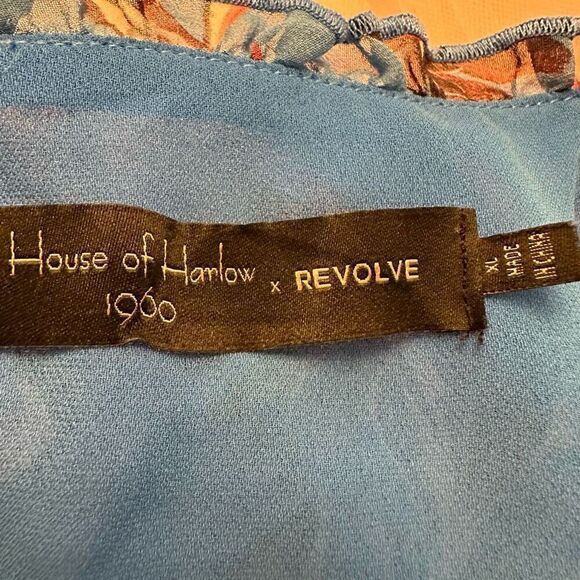 House of Harlow x REVOLVE
1960
XL
MADE
IN CHINA